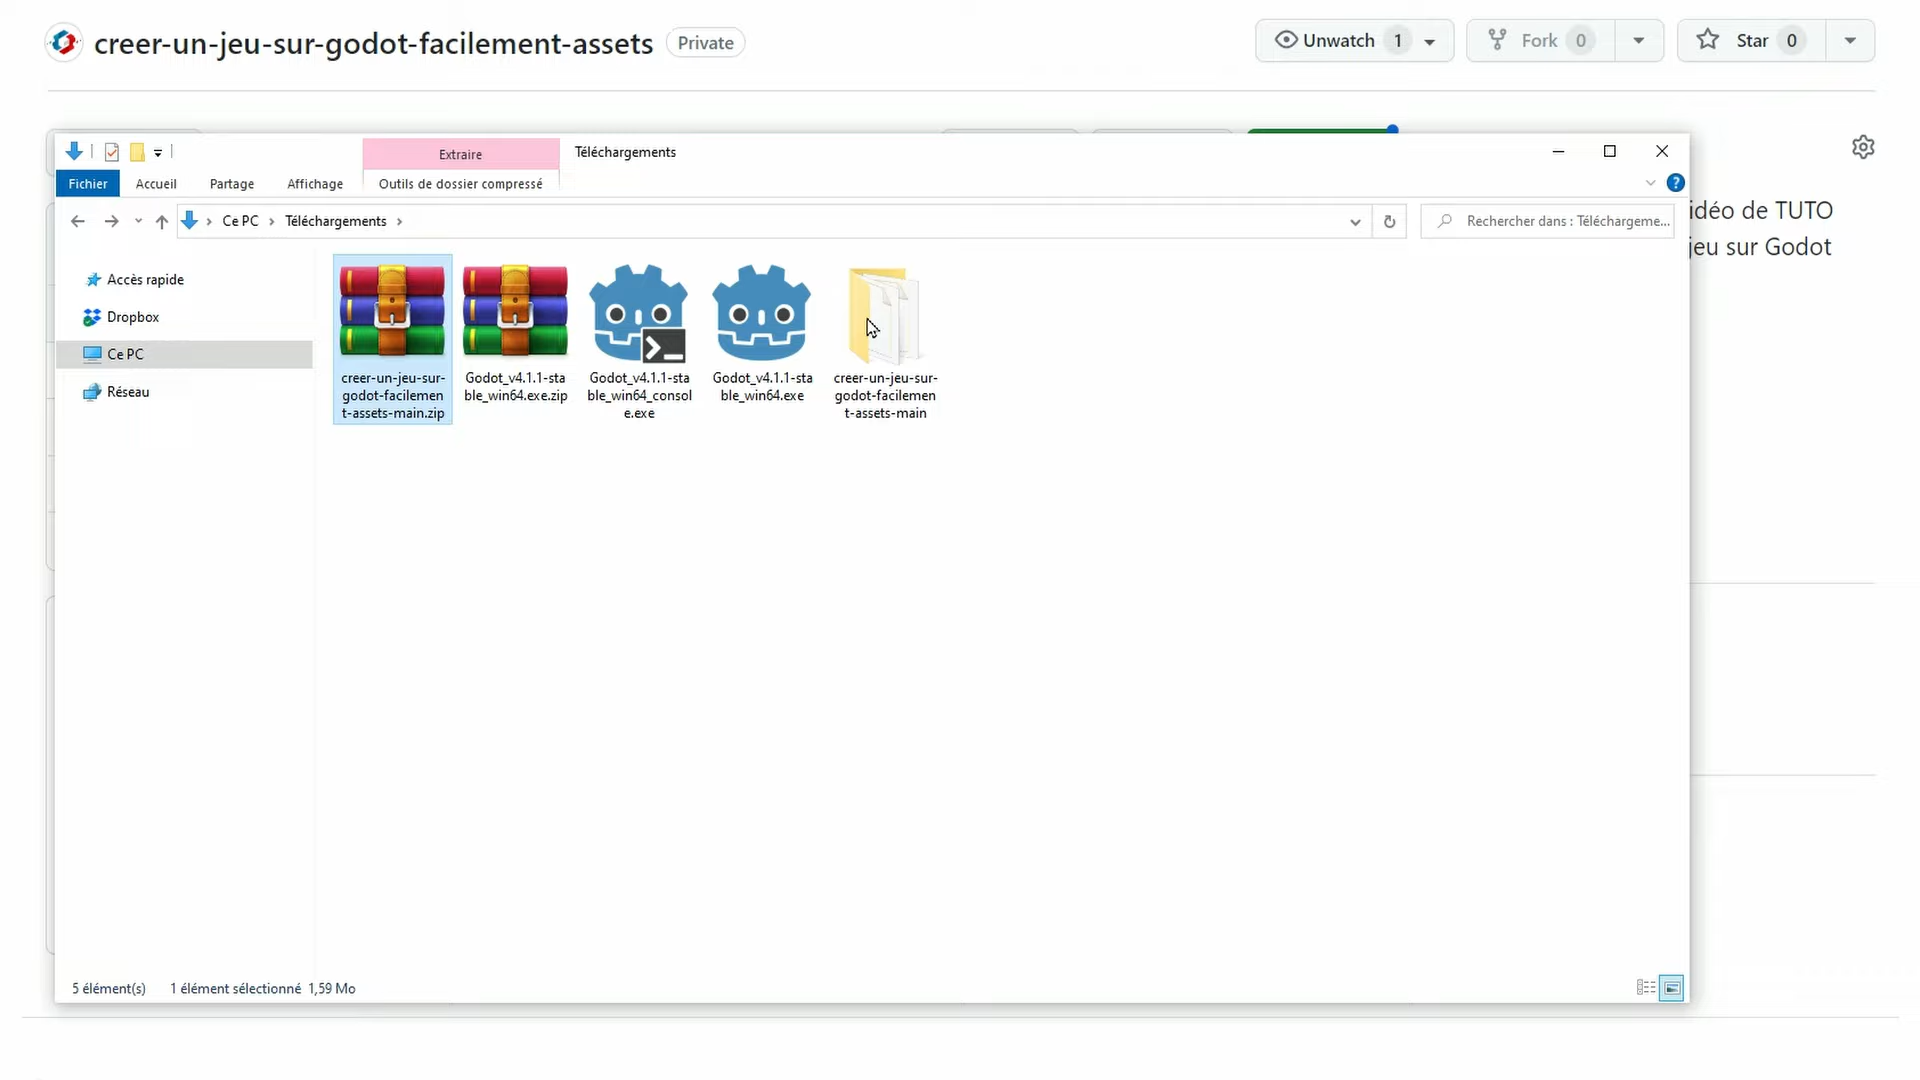 creer-un-jeu-sur-godot-facilement-assets Private Unwatch 1 Fork 0 Star 0
Extraire Téléchargements
Fichier Accueil Partage Affichage Outils de dossier compressé
Ce PC Téléchargements Rechercher dans : Téléchargeme...
idéo de TUTO
jeu sur Godot
Accès rapide
Dropbox
Ce PC
Réseau
creer-un-jeu-sur-
godot-facilemen
t-assets-main.zip
Godot_v4.1.1-sta
ble_win64.exe.zip
Godot_v4.1.1-sta
ble_win64_consol
e.exe
Godot_v4.1.1-sta
ble_win64.exe
creer-un-jeu-sur-
godot-facilemen
t-assets-main
5 élément(s) 1 élément sélectionné 1,59 Mo